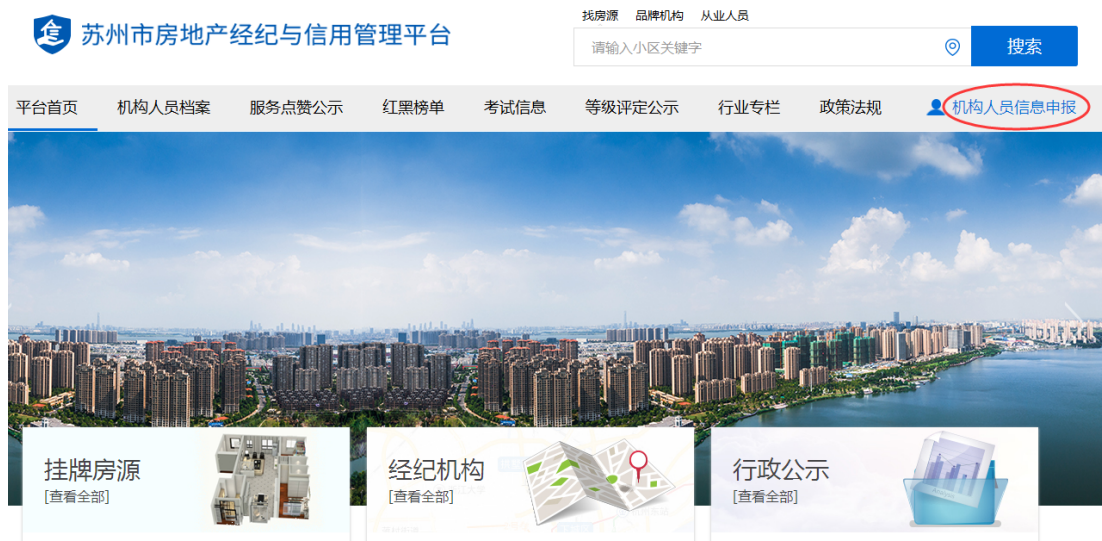 找房源 品牌机构 从业人员
苏州市房地产经纪与信用管理平台
请输入小区关键字 搜索
平台首页 机构人员档案 服务点赞公示 红黑榜单 考试信息 等级评定公示 行业专栏 政策法规 机构人员信息申报
挂牌房源 经纪机构 行政公示
[查看全部] [查看全部] [查看全部]